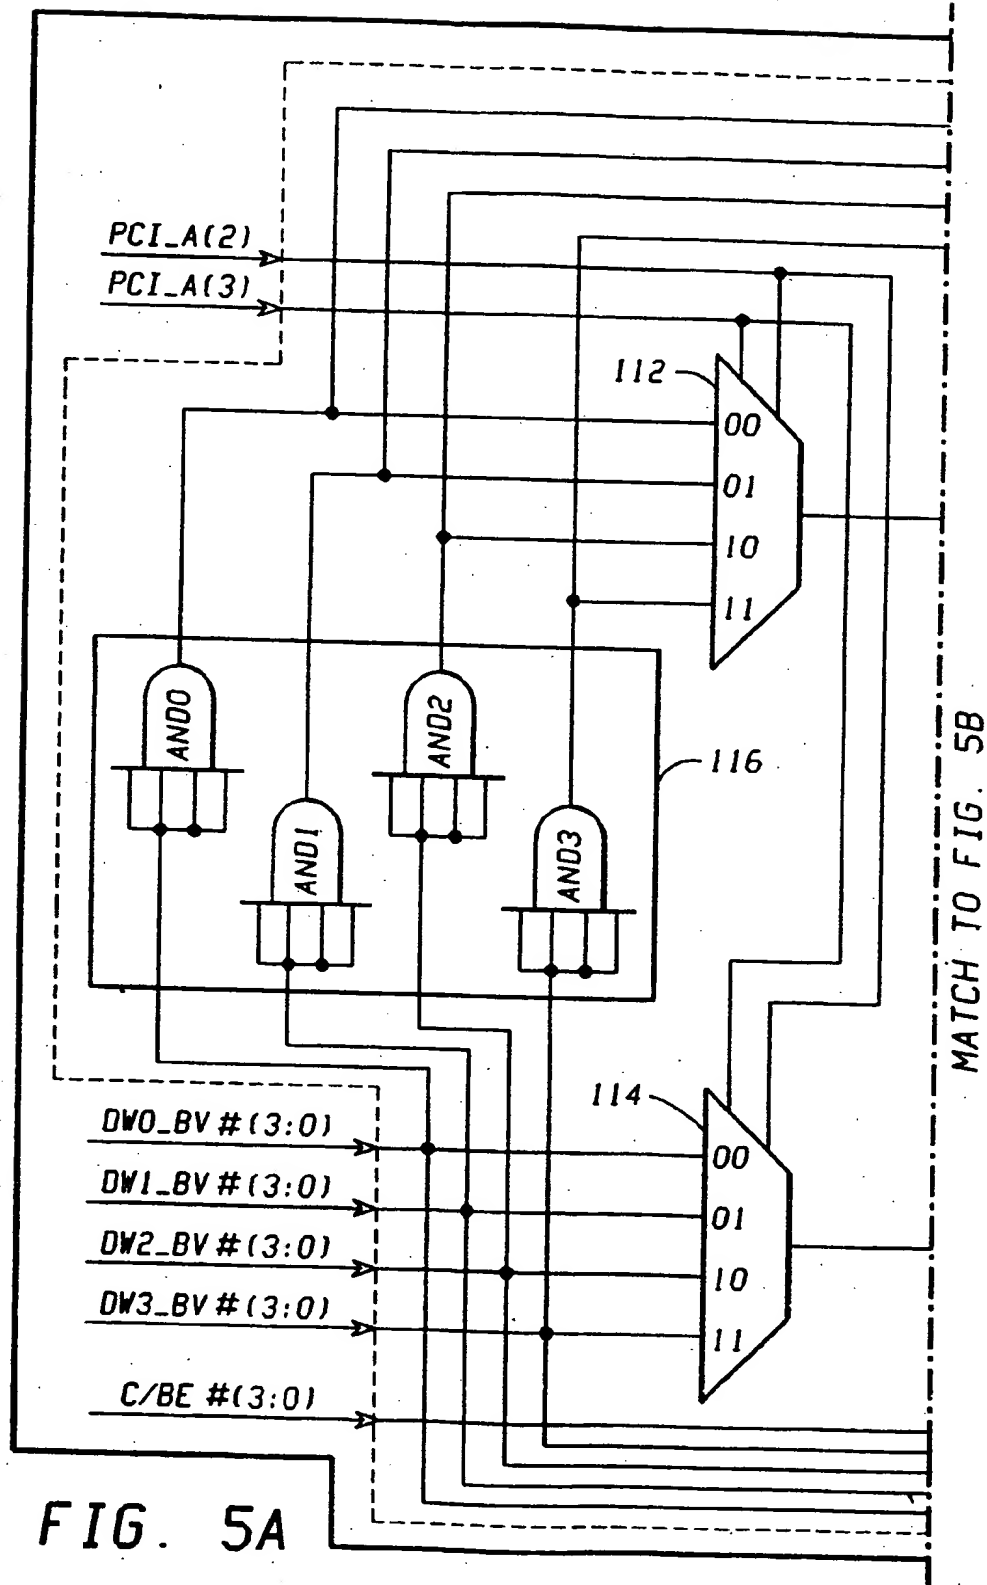 PCI_A(2)
PCI_A(3)
112
00
01
10
11
AND0
AND2
AND1
AND3
116
MATCH TO FIG. 5B
114
DW0_BV #(3:0)
00
DW1_BV #(3:0)
01
DW2_BV #(3:0)
10
DW3_BV #(3:0)
11
C/BE #(3:0)
FIG. 5A